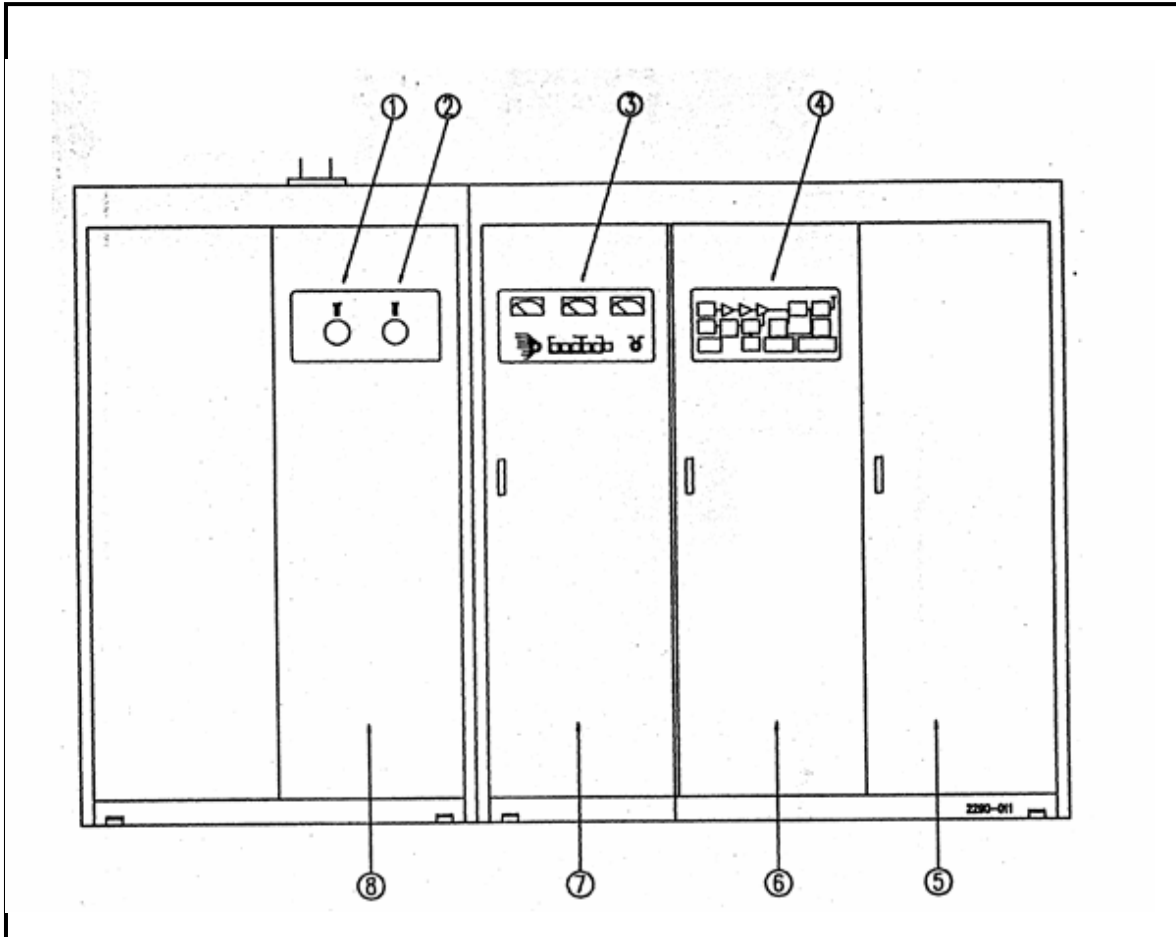 ① ② ③ ④
2290-011
⑧ ⑦ ⑥ ⑤